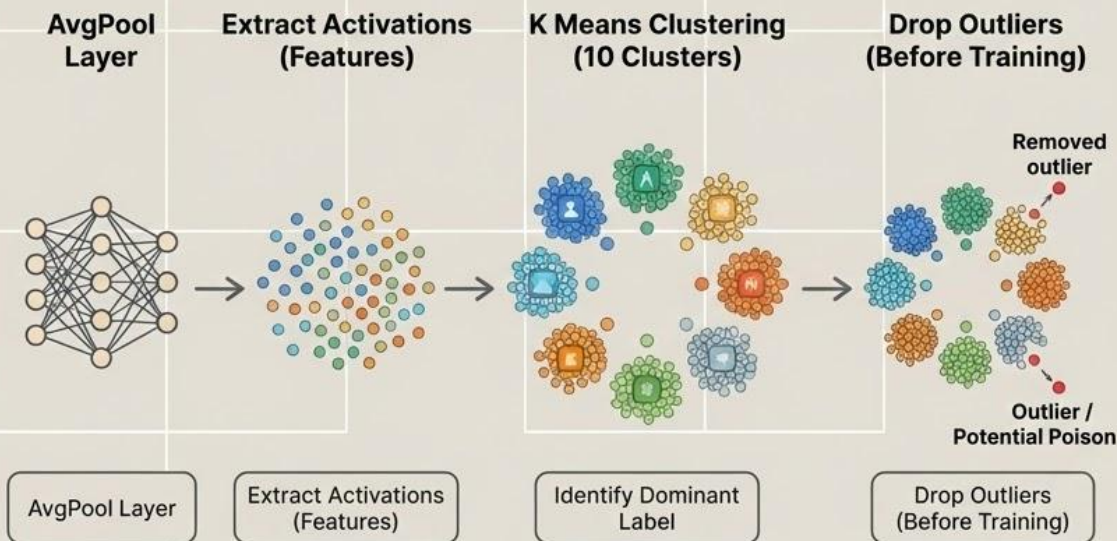 AvgPool
Layer
Extract Activations
(Features)
K Means Clustering
(10 Clusters)
Drop Outliers
(Before Training)
Removed
outlier
Outlier /
Potential Poison
AvgPool Layer
Extract Activations
(Features)
Identify Dominant
Label
Drop Outliers
(Before Training)